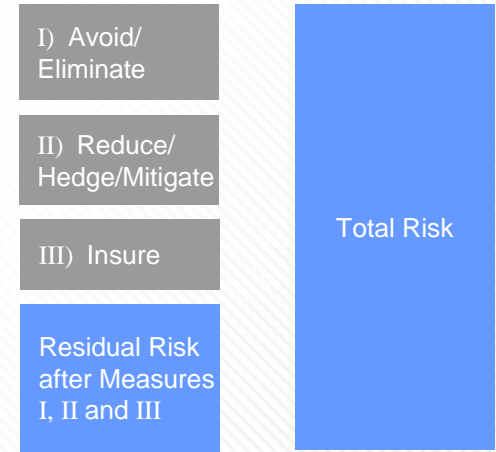 I) Avoid/
Eliminate
II) Reduce/
Hedge/Mitigate
III) Insure
Residual Risk
after Measures
I, II and III
Total Risk